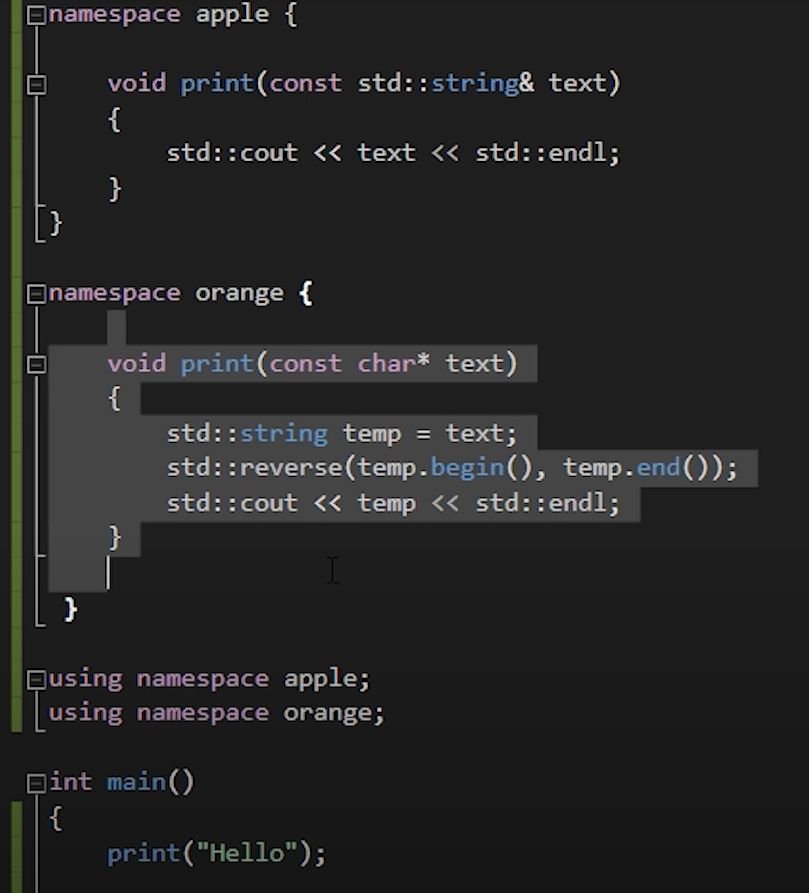 namespace apple {
void print(const std::string& text)
{
std::cout << text << std::endl;
}
}
namespace orange {
void print(const char* text)
{
std::string temp = text;
std::reverse(temp.begin(), temp.end());
std::cout << temp << std::endl;
}
}
using namespace apple;
using namespace orange;
int main()
{
print("Hello");